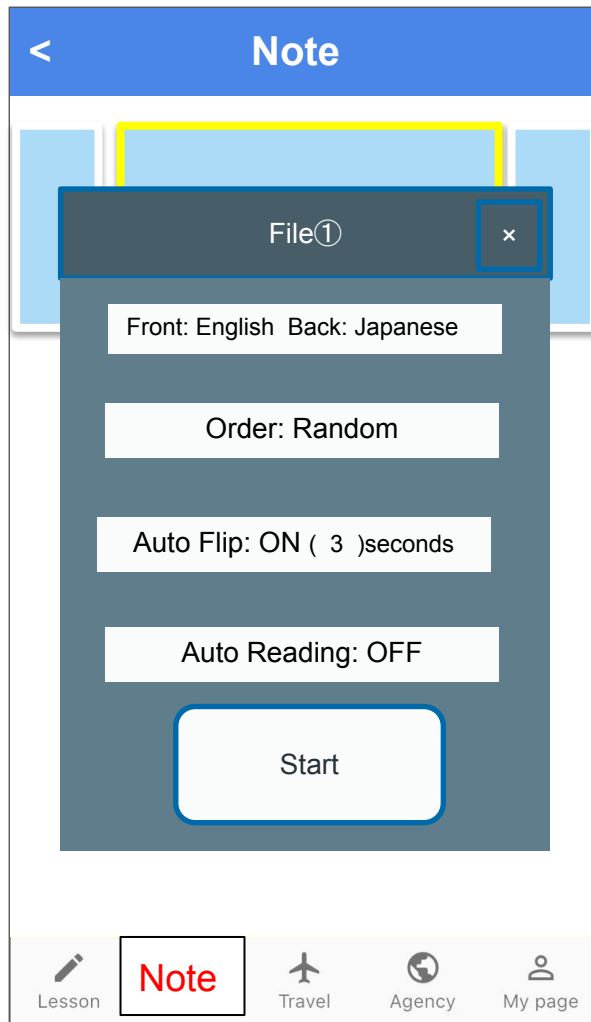 < Note
File① ×
Front: English Back: Japanese
Order: Random
Auto Flip: ON ( 3 )seconds
Auto Reading: OFF
Start
Lesson Note Travel Agency My page